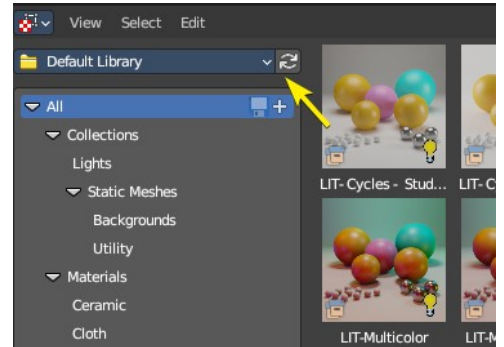 View Select Edit
Default Library
All
Collections
Lights
Static Meshes
Backgrounds
Utility
Materials
Ceramic
Cloth
LIT- Cycles - Stud... LIT- C
LIT-Multicolor LIT-M